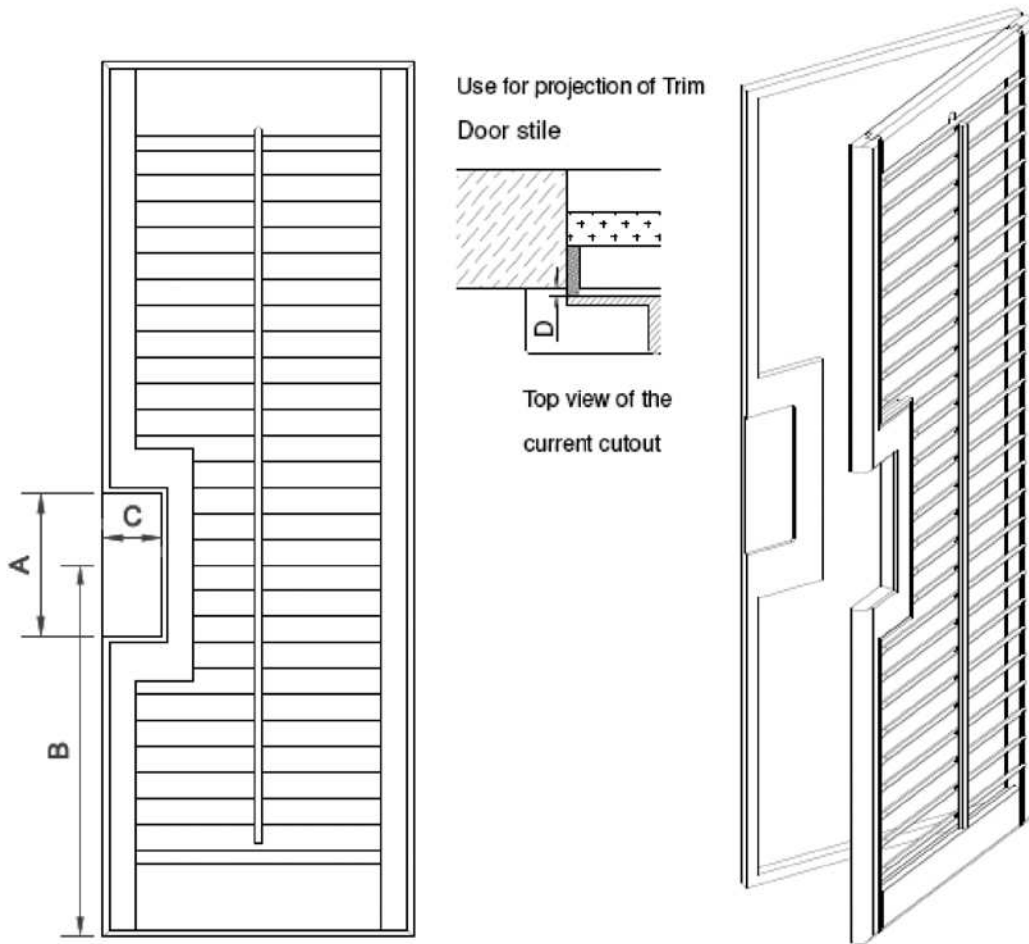 Use for projection of Trim
Door stile
D
Top view of the
current cutout
C
A
B